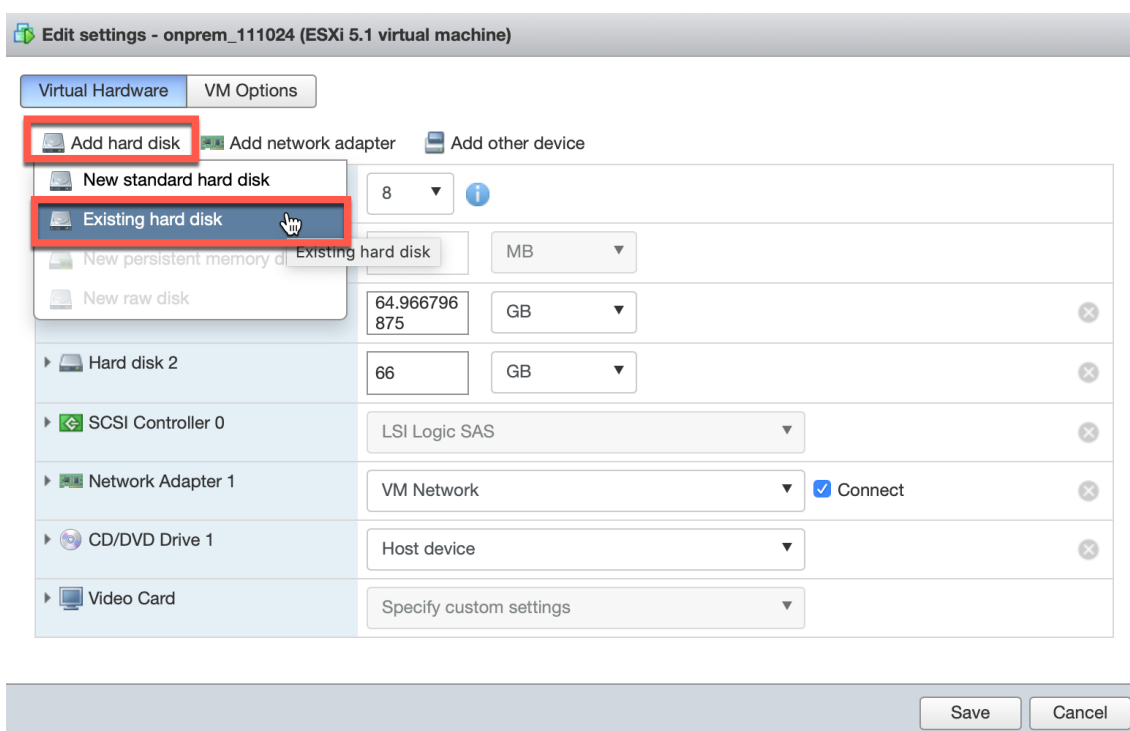 Edit settings - onprem_111024 (ESXi 5.1 virtual machine)
Virtual Hardware VM Options
Add hard disk Add network adapter Add other device
New standard hard disk
8
Existing hard disk
Existing hard disk
MB
New persistent memory d
New raw disk
64.966796
875
GB
Hard disk 2
66
GB
SCSI Controller 0
LSI Logic SAS
Network Adapter 1
VM Network
Connect
CD/DVD Drive 1
Host device
Video Card
Specify custom settings
Save Cancel